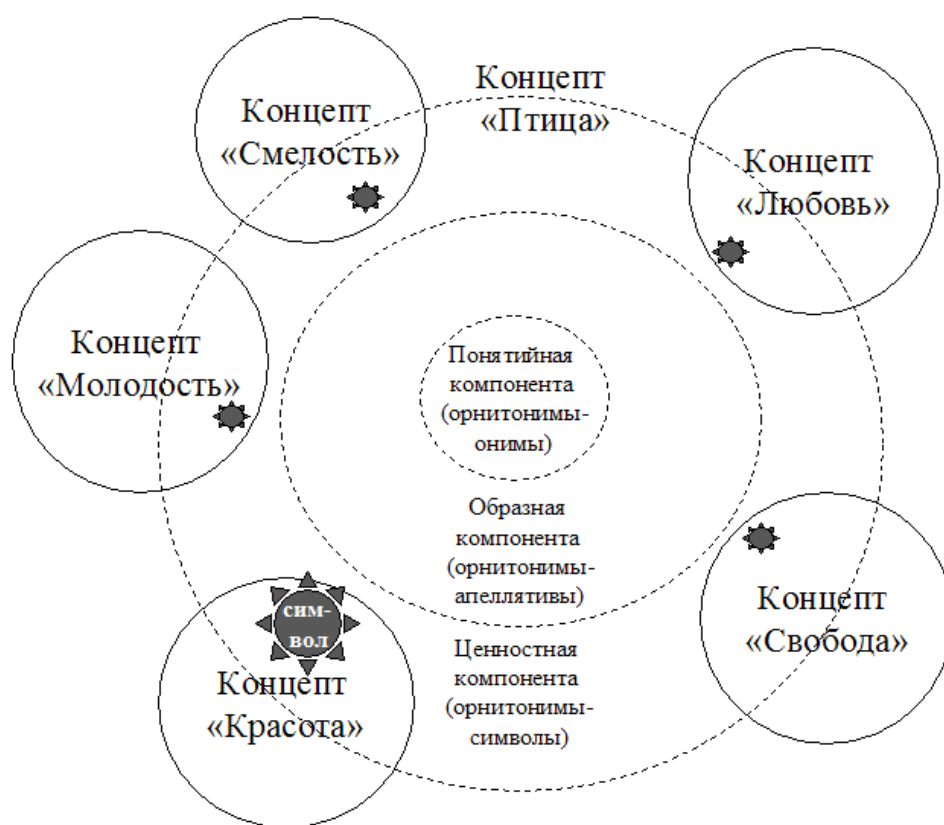 Концепт
«Птица»
Концепт
«Смелость»
Концепт
«Любовь»
Концепт
«Молодость»
Понятийная
компонента
(орнитонимы-
онимы)
Образная
компонента
(орнитонимы-
апеллятивы)
сим-
вол
Концепт
«Красота»
Ценностная
компонента
(орнитонимы-
символы)
Концепт
«Свобода»